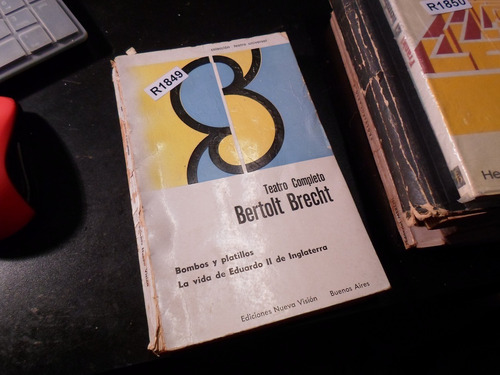 R1849
Teatro Completo
Bertolt Brecht
Bombos y platillos
La vida de Eduardo II de Inglaterra
Ediciones Nueva Visión Buenos Aires
R1850
He